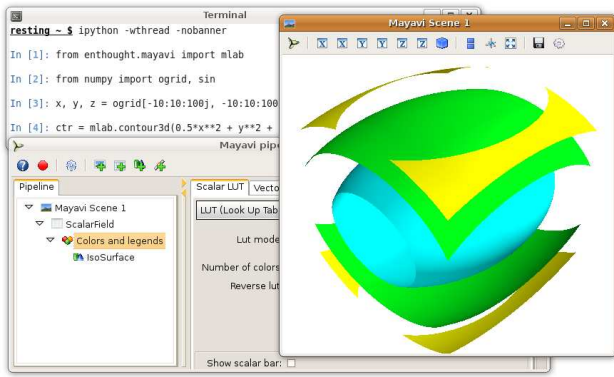 Terminal
resting ~ $ ipython -wthread -nobanner
In [1]: from enthought.mayavi import mlab
In [2]: from numpy import ogrid, sin
In [3]: x, y, z = ogrid[-10:10:100j, -10:10:100
In [4]: ctr = mlab.contour3d(0.5*x**2 + y**2 +
Mayavi Scene 1
X X Y Y Z Z
Mayavi pip
Pipeline
Mayavi Scene 1
ScalarField
Colors and legends
IsoSurface
Scalar LUT
Vecto
LUT (Look Up Tab
Lut mode
Number of colors
Reverse lut
Show scalar bar: